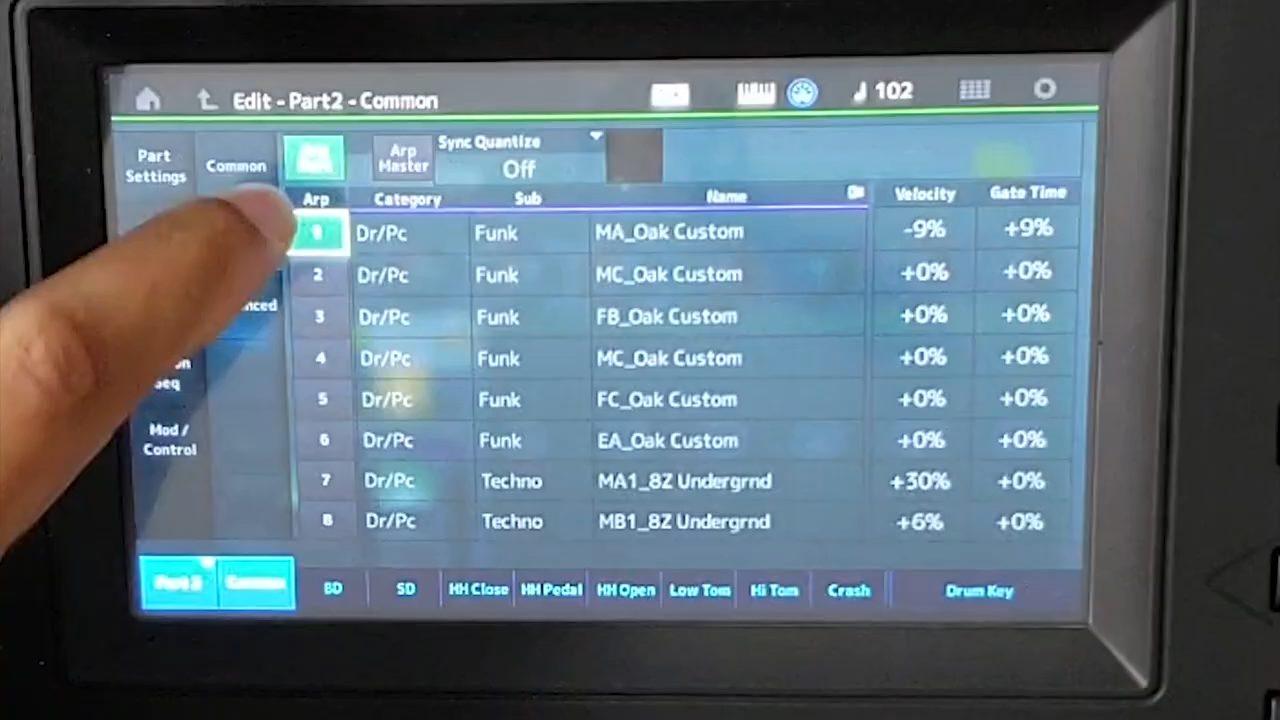 Edit - Part2 - Common
102
Part Settings
Common
Arp Master
Sync Quantize
Off
Arp Category Sub Name Velocity Gate Time
1 Dr/Pc Funk MA_Oak Custom -9% +9%
2 Dr/Pc Funk MC_Oak Custom +0% +0%
3 Dr/Pc Funk FB_Oak Custom +0% +0%
4 Dr/Pc Funk MC_Oak Custom +0% +0%
5 Dr/Pc Funk FC_Oak Custom +0% +0%
6 Dr/Pc Funk EA_Oak Custom +0% +0%
7 Dr/Pc Techno MA1_8Z Undergrnd +30% +0%
8 Dr/Pc Techno MB1_8Z Undergrnd +6% +0%
Mod /
Control
Part 2 Common BD SD HH Close HH Pedal HH Open Low Tom Hi Tom Crash Drum Key